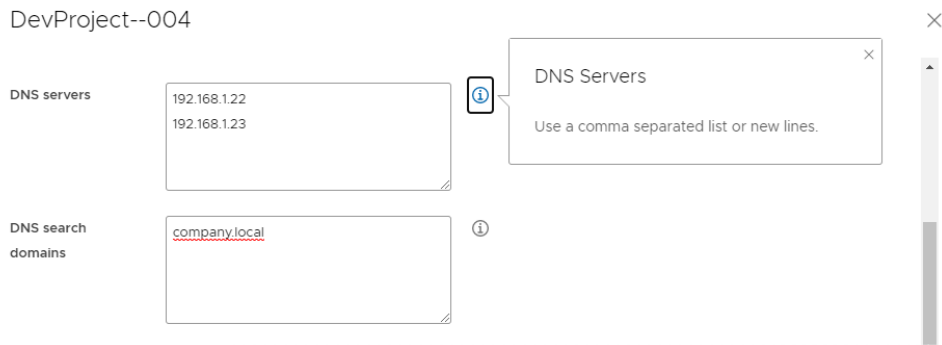 DevProject--004
DNS servers
192.168.1.22
192.168.1.23
DNS Servers
Use a comma separated list or new lines.
DNS search
domains
company.local